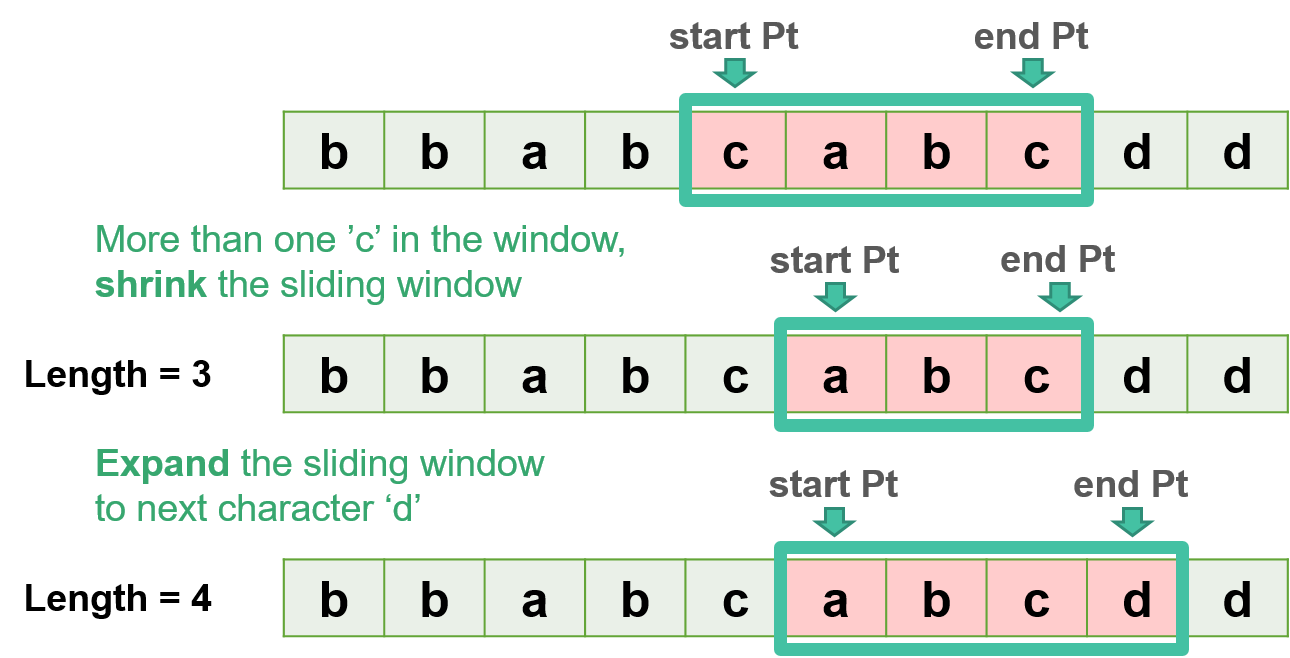 start Pt end Pt
b b a b c a b c d d
More than one ’c’ in the window,
shrink the sliding window
start Pt end Pt
Length = 3 b b a b c a b c d d
Expand the sliding window
to next character ‘d’
start Pt end Pt
Length = 4 b b a b c a b c d d